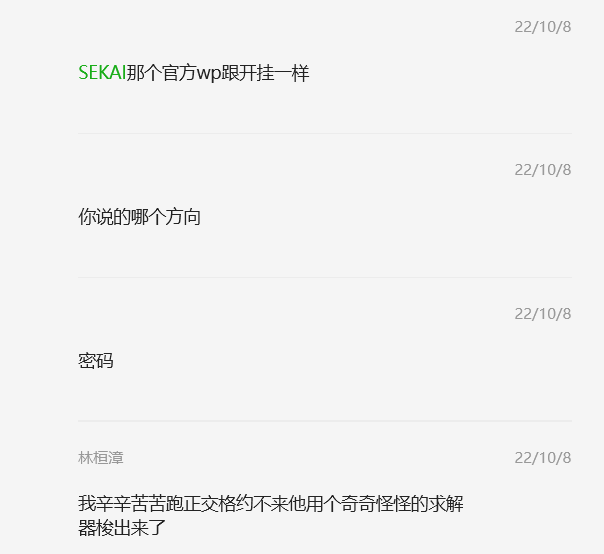 22/10/8
SEKAI那个官方wp跟开挂一样
22/10/8
你说的哪个方向
22/10/8
密码
林桓漳
22/10/8
我辛辛苦苦跑正交格约不来他用个奇奇怪怪的求解
器梭出来了